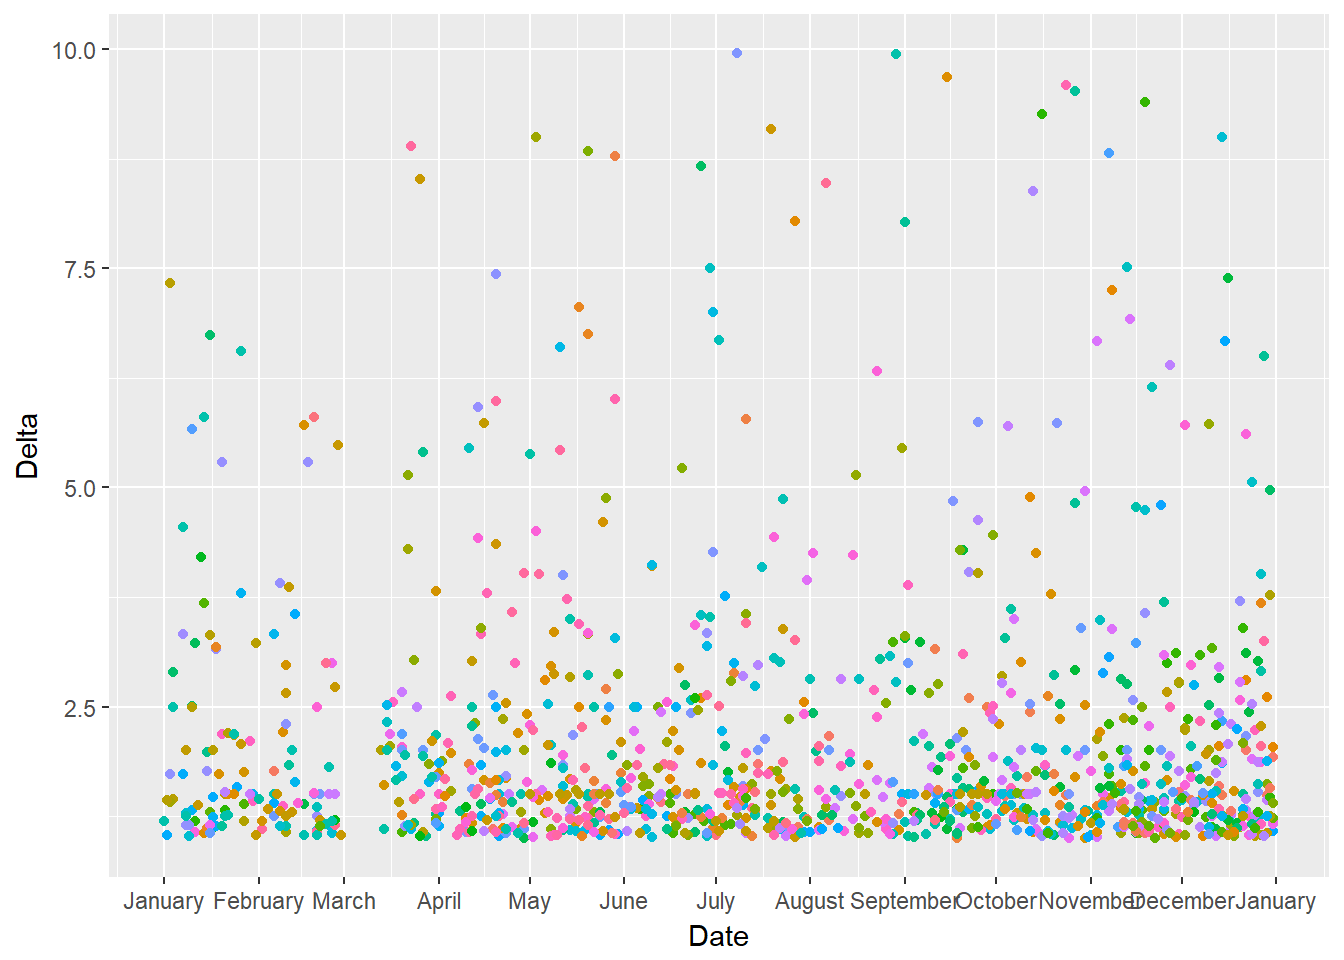 10.0
7.5
5.0
2.5
Delta
January February March April May June July August September October November December January
Date